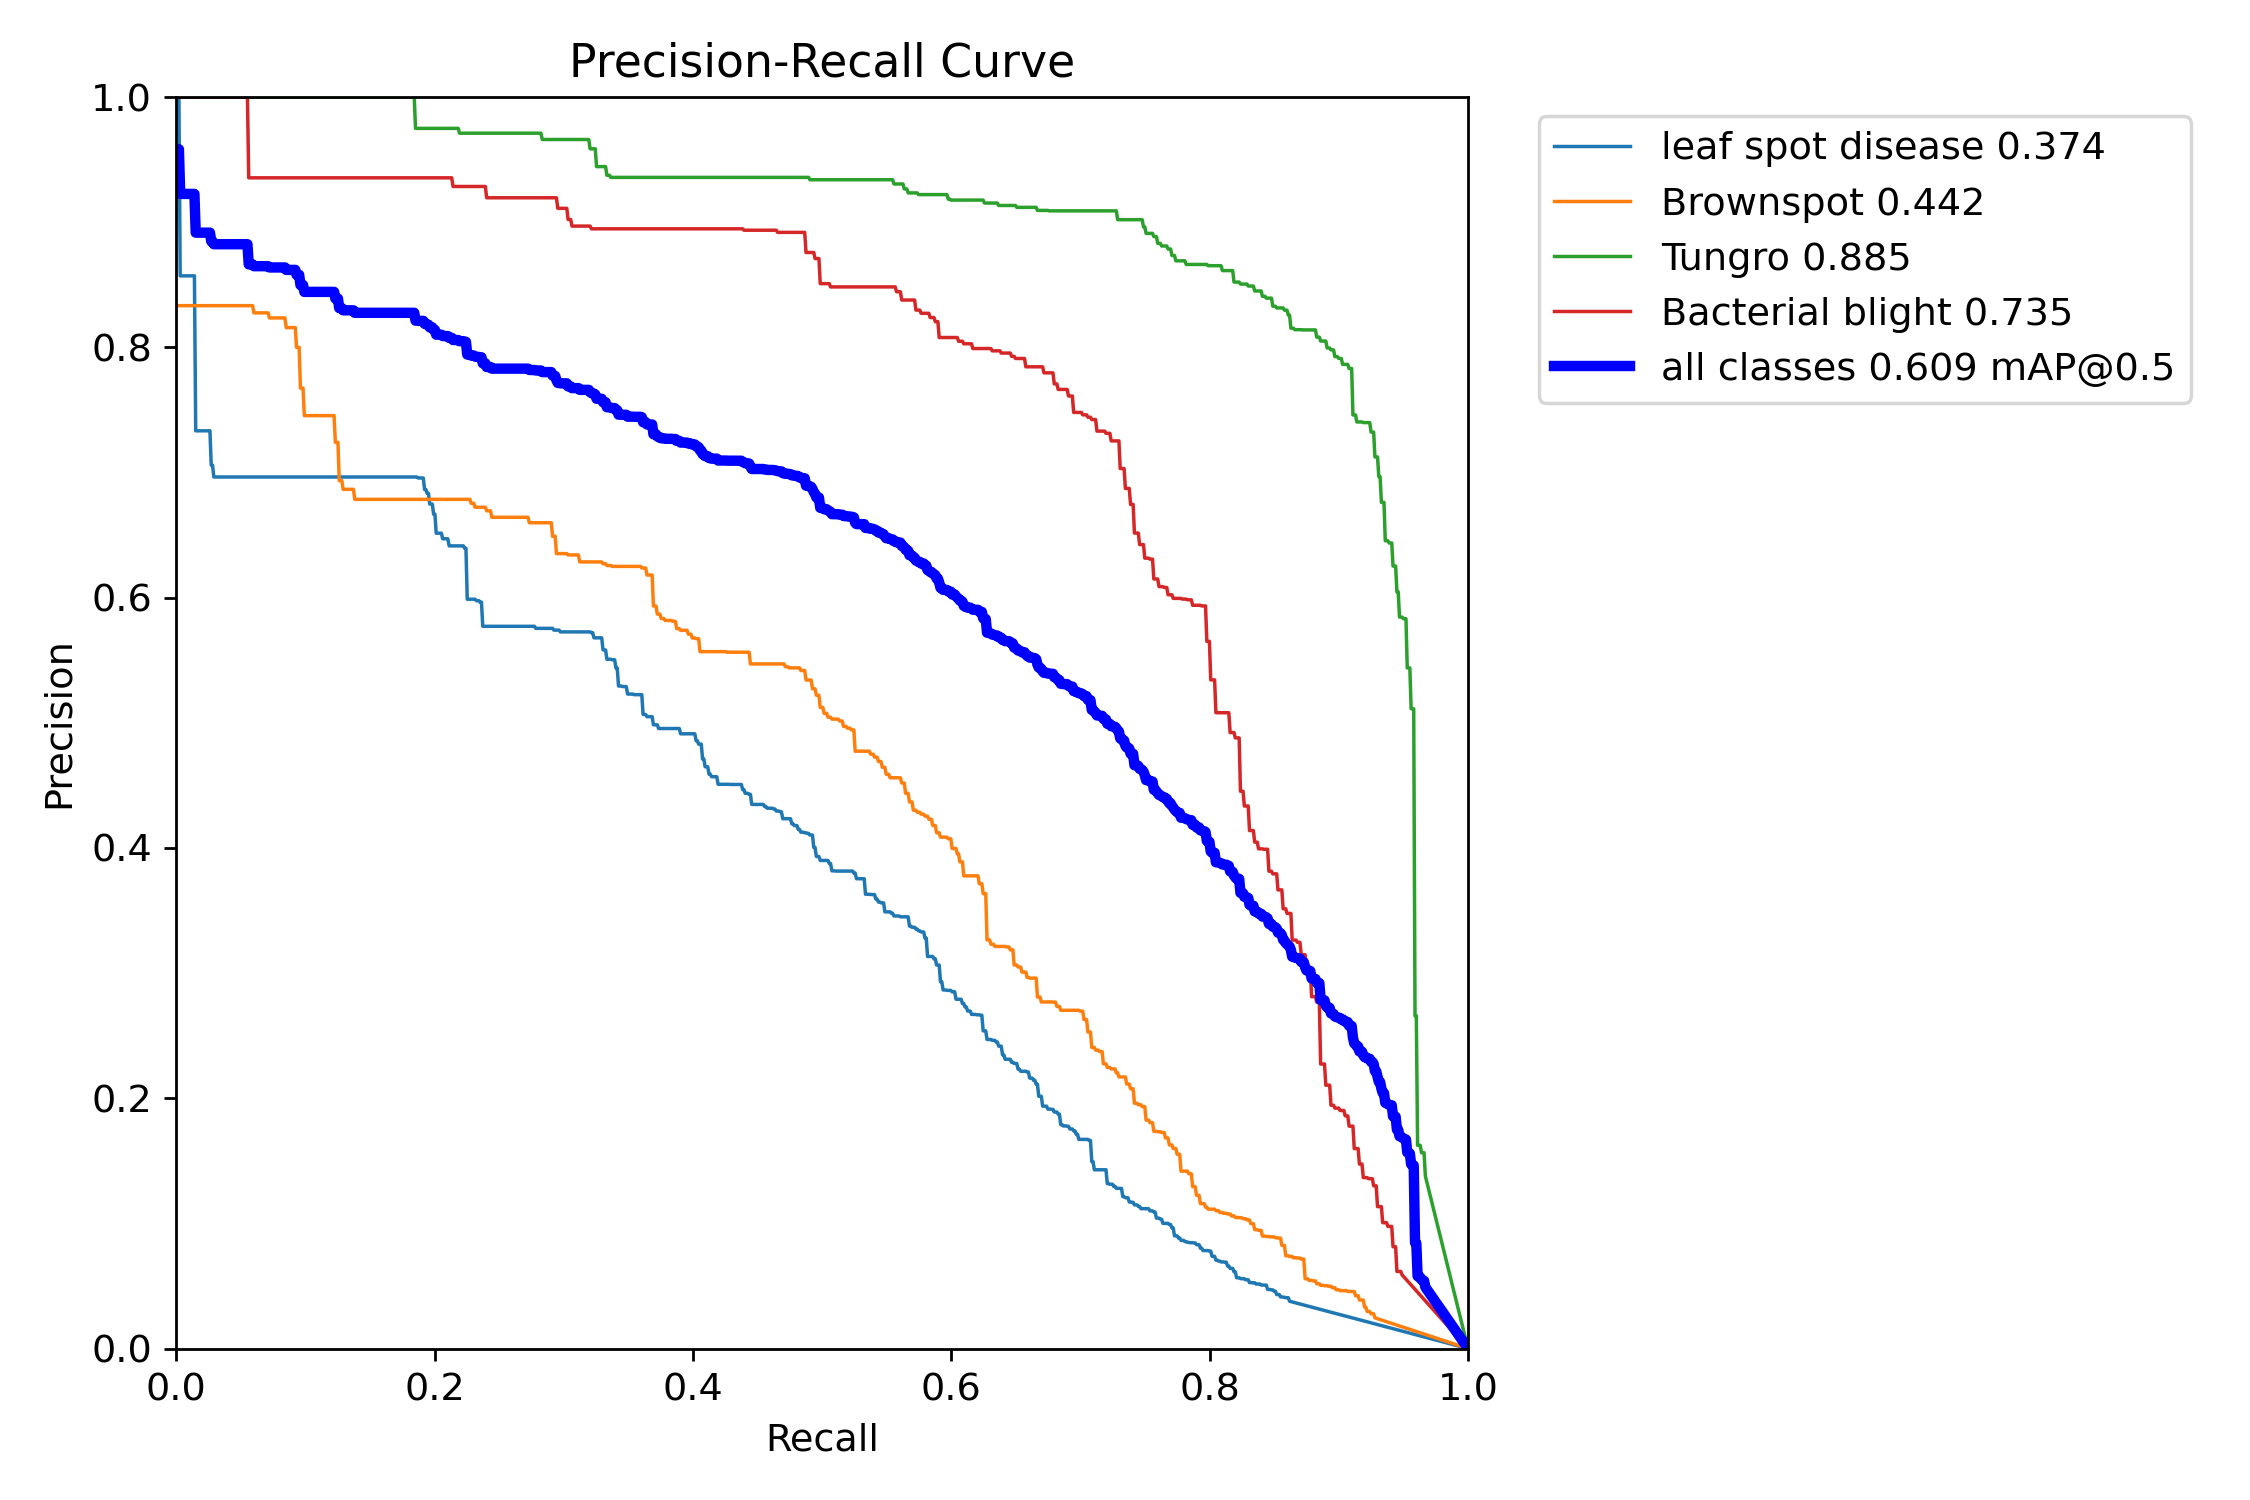 Precision-Recall Curve
1.0
0.8
0.6
0.4
0.2
0.0
Precision
0.0 0.2 0.4 0.6 0.8 1.0
Recall
leaf spot disease 0.374
Brownspot 0.442
Tungro 0.885
Bacterial blight 0.735
all classes 0.609 mAP@0.5